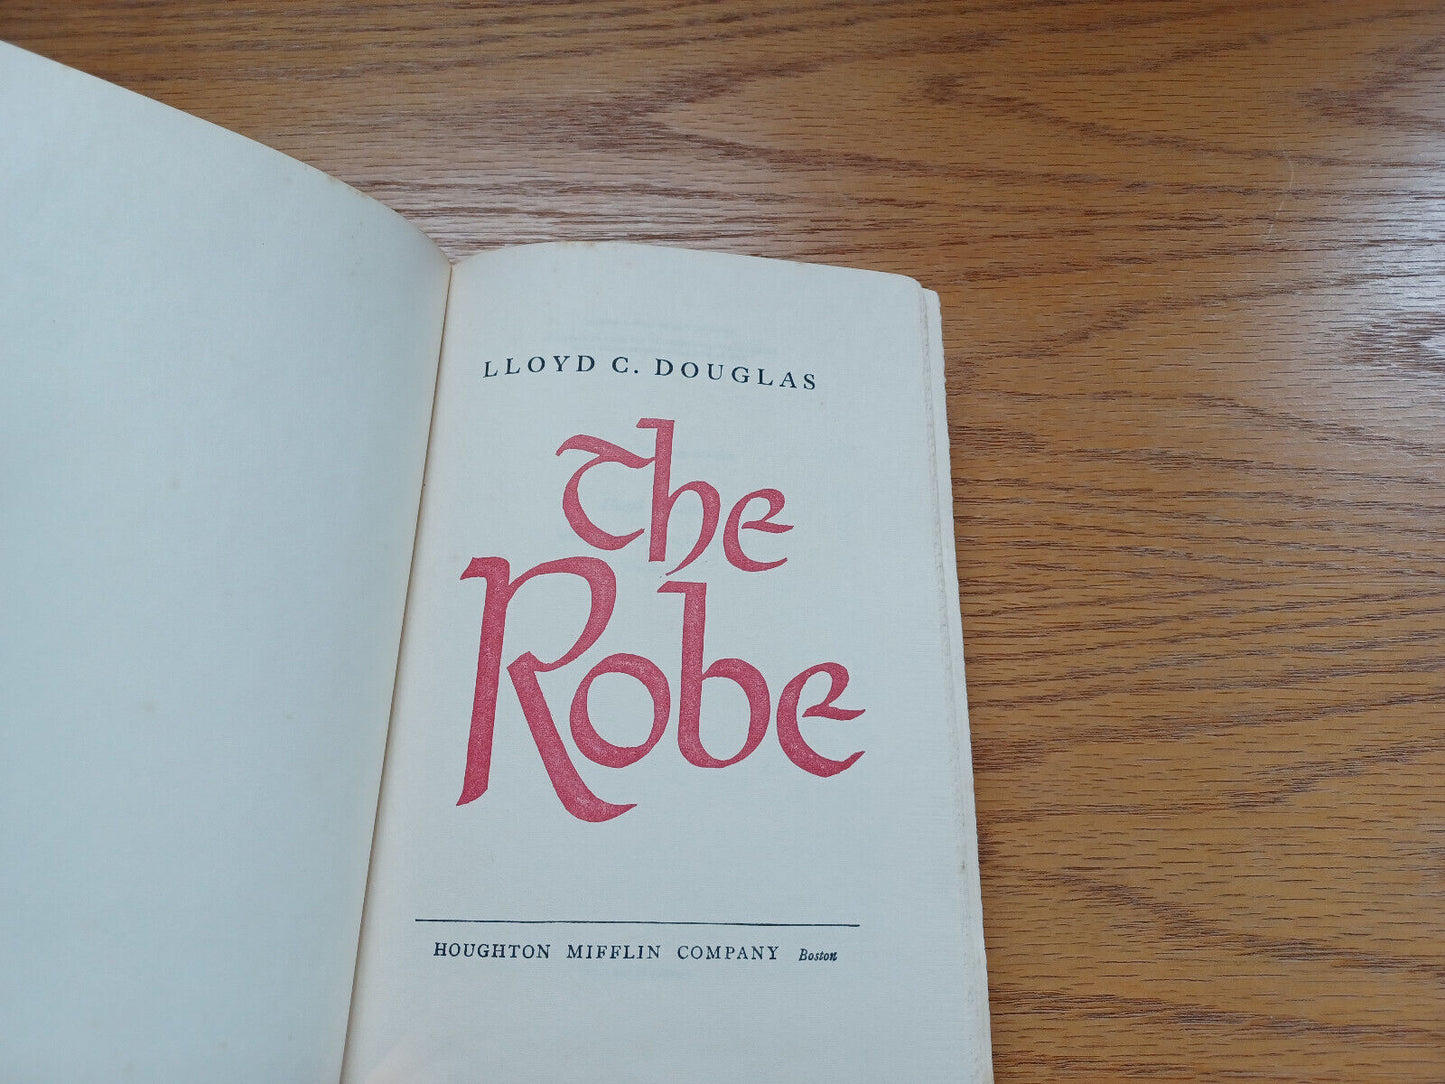 LLOYD C. DOUGLAS
The
Robe
HOUGHTON MIFFLIN COMPANY Boston